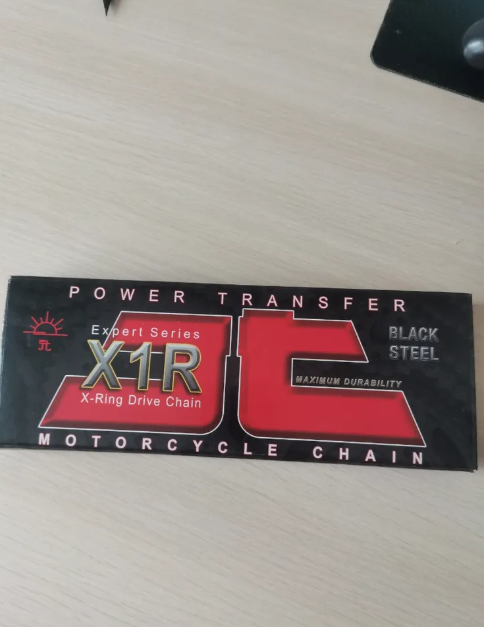 POWER TRANSFER
Expert Series
X1R
X-Ring Drive Chain
JT
BLACK
STEEL
MAXIMUM DURABILITY
MOTORCYCLE CHAIN